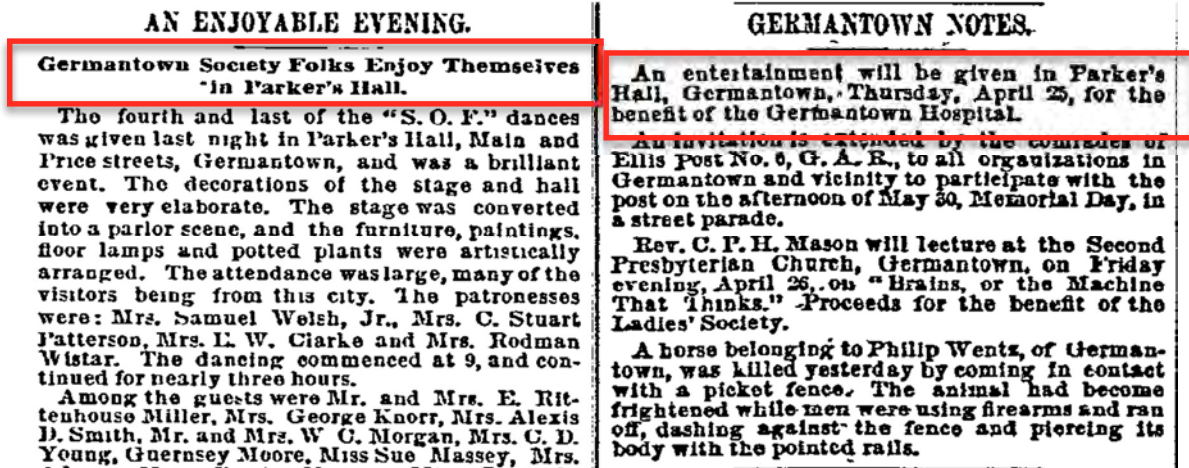 AN ENJOYABLE EVENING.
Germantown Society Folks Enjoy Themselves
in Parker's Hall.
The fourth and last of the "S. O. F." dances
was given last night in Parker's Hall, Main and
Price streets, Germantown, and was a brilliant
event. The decorations of the stage and hall
were very elaborate. The stage was converted
into a parlor scene, and the furniture, paintings,
floor lamps and potted plants were artistically
arranged. The attendance was large, many of the
visitors being from this city. The patronesses
were: Mrs. Samuel Welsh, Jr., Mrs. C. Stuart
Patterson, Mrs. E. W. Clarke and Mrs. Rodman
Wistar. The dancing commenced at 9, and con-
tinued for nearly three hours.
Among the guests were Mr. and Mrs. E. Rit-
tenhouse Miller, Mrs. George Knorr, Mrs. Alexis
D. Smith, Mr. and Mrs. W. C. Morgan, Mrs. C. D.
Young, Guernsey Moore, Miss Sue Massey, Mrs.
GERMANTOWN NOTES.
An entertainment will be given in Parker's
Hall, Germantown, Thursday, April 25, for the
benefit of the Germantown Hospital.
An invitation is extended by the comrades of
Ellis Post No. 6, G. A. R., to all organizations in
Germantown and vicinity to participate with the
post on the afternoon of May 30, Memorial Day, in
a street parade.
Rev. C. P. H. Mason will lecture at the Second
Presbyterian Church, Germantown, on Friday
evening, April 26, on "Brains, or the Machine
That Thinks." Proceeds for the benefit of the
Ladies' Society.
A horse belonging to Philip Wentz, of German-
town, was killed yesterday by coming in contact
with a picket fence. The animal had become
frightened while men were using firearms and ran
off, dashing against the fence and piercing its
body with the pointed rails.